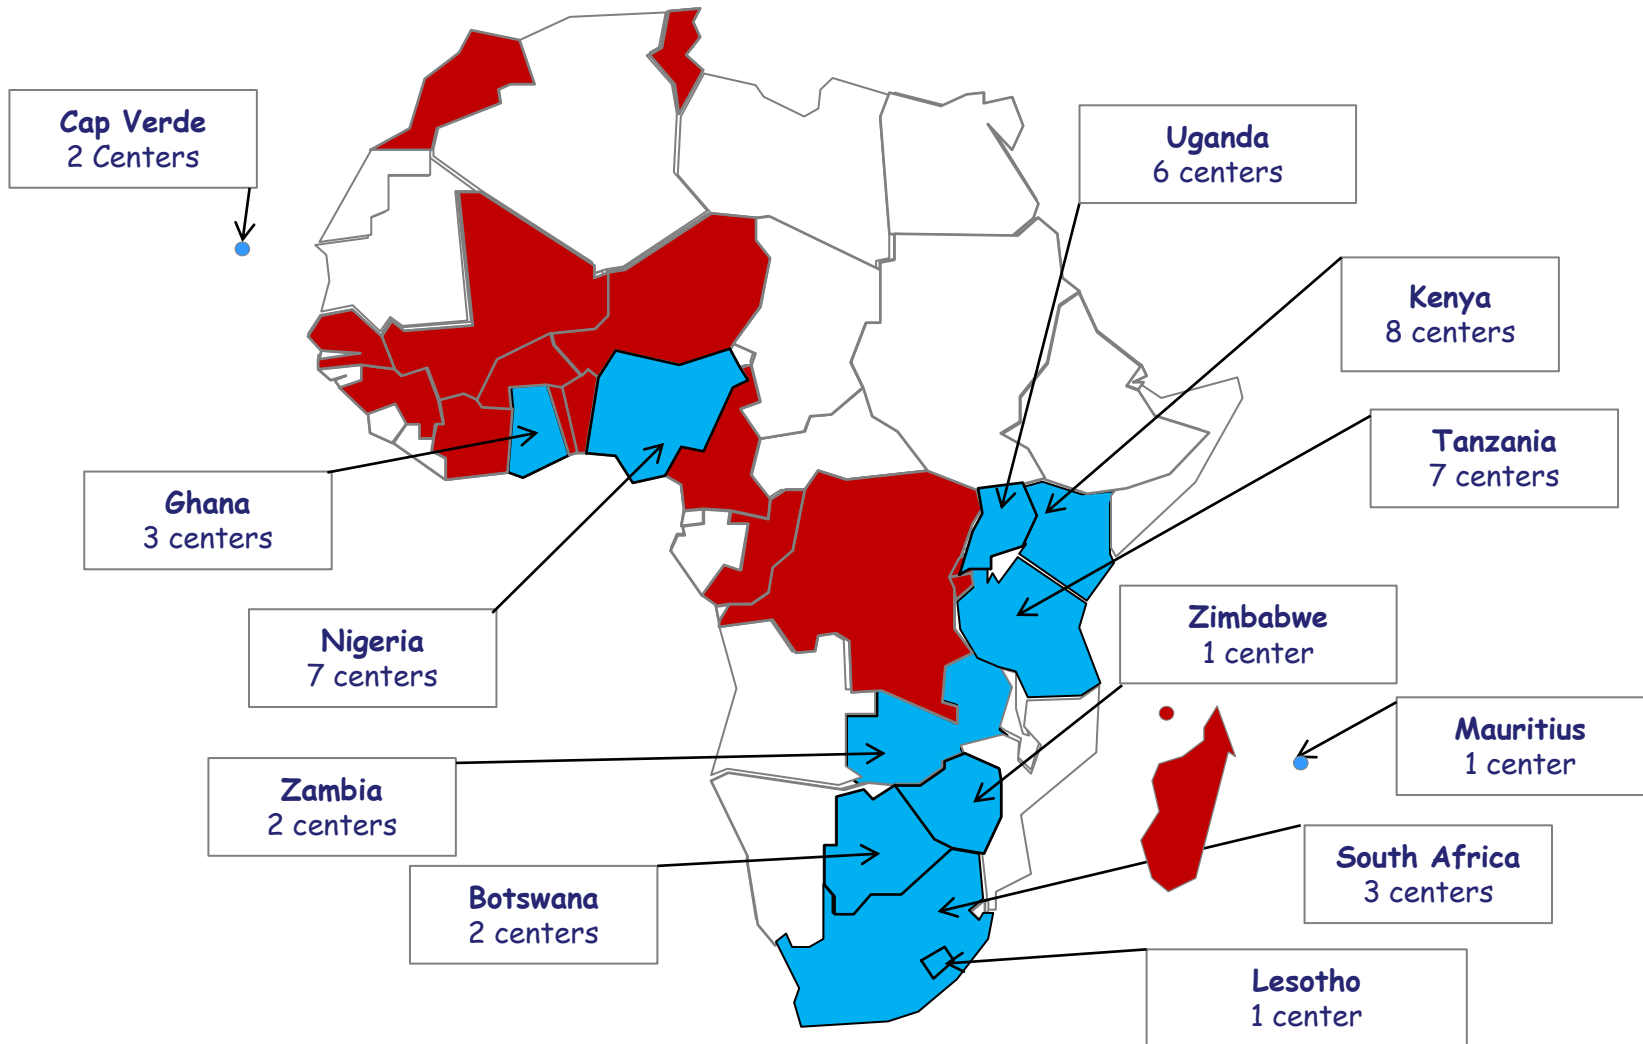 Cap Verde
2 Centers
Uganda
6 centers
Kenya
8 centers
Tanzania
7 centers
Ghana
3 centers
Nigeria
7 centers
Zimbabwe
1 center
Mauritius
1 center
Zambia
2 centers
South Africa
3 centers
Botswana
2 centers
Lesotho
1 center